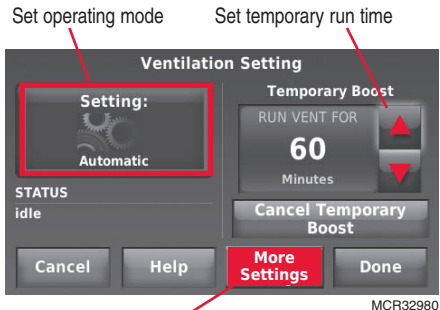 Set operating mode
Set temporary run time
Ventilation Setting
Setting:
Automatic
STATUS
idle
Temporary Boost
RUN VENT FOR
60
Minutes
Cancel Temporary
Boost
Cancel
Help
More
Settings
Done
MCR32980